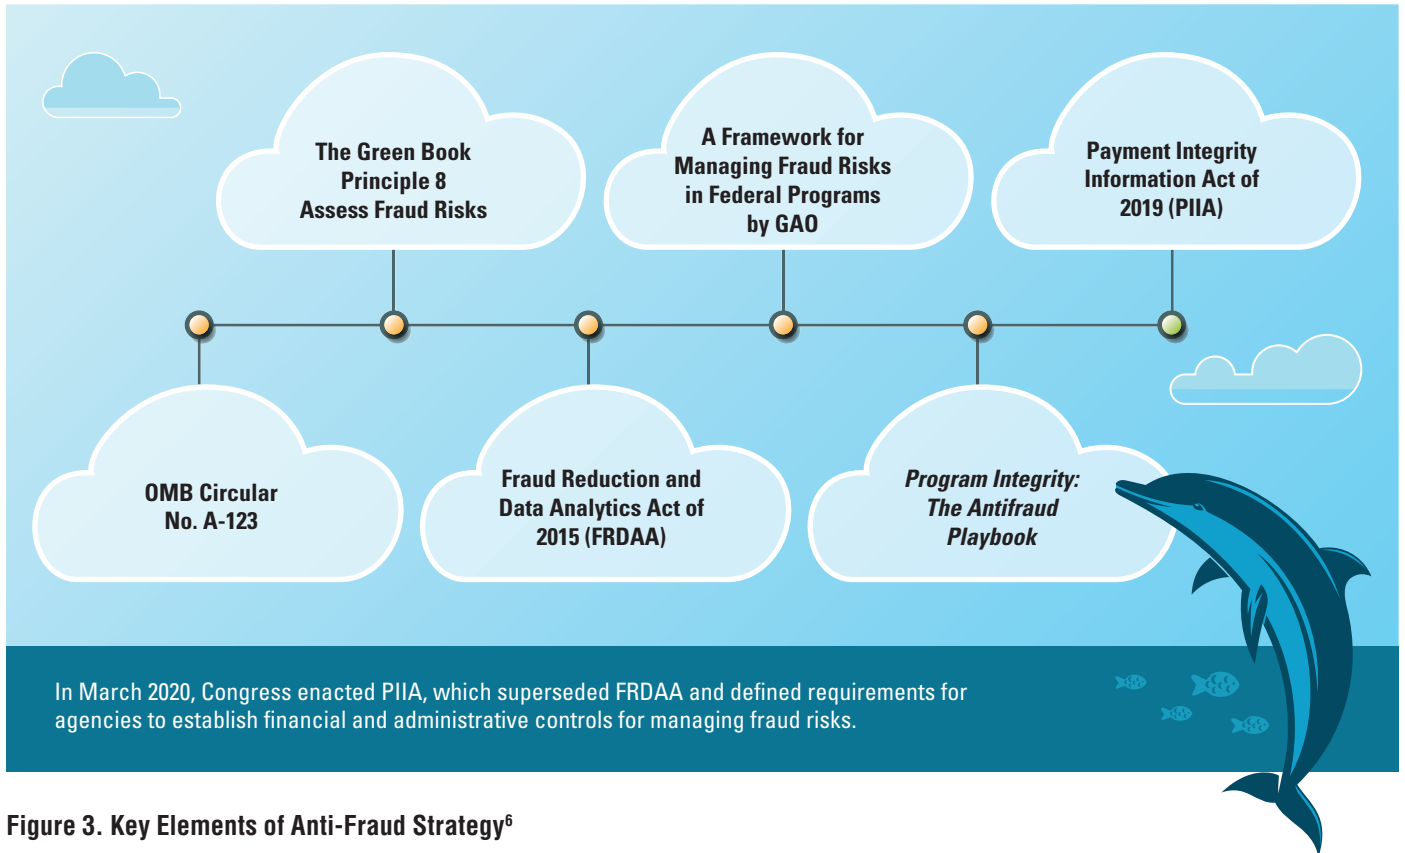 The Green Book
Principle 8
Assess Fraud Risks
A Framework for
Managing Fraud Risks
in Federal Programs
by GAO
Payment Integrity
Information Act of
2019 (PIIA)
OMB Circular
No. A-123
Fraud Reduction and
Data Analytics Act of
2015 (FRDAA)
Program Integrity:
The Antifraud
Playbook
In March 2020, Congress enacted PIIA, which superseded FRDAA and defined requirements for
agencies to establish financial and administrative controls for managing fraud risks.
Figure 3. Key Elements of Anti-Fraud Strategy⁶